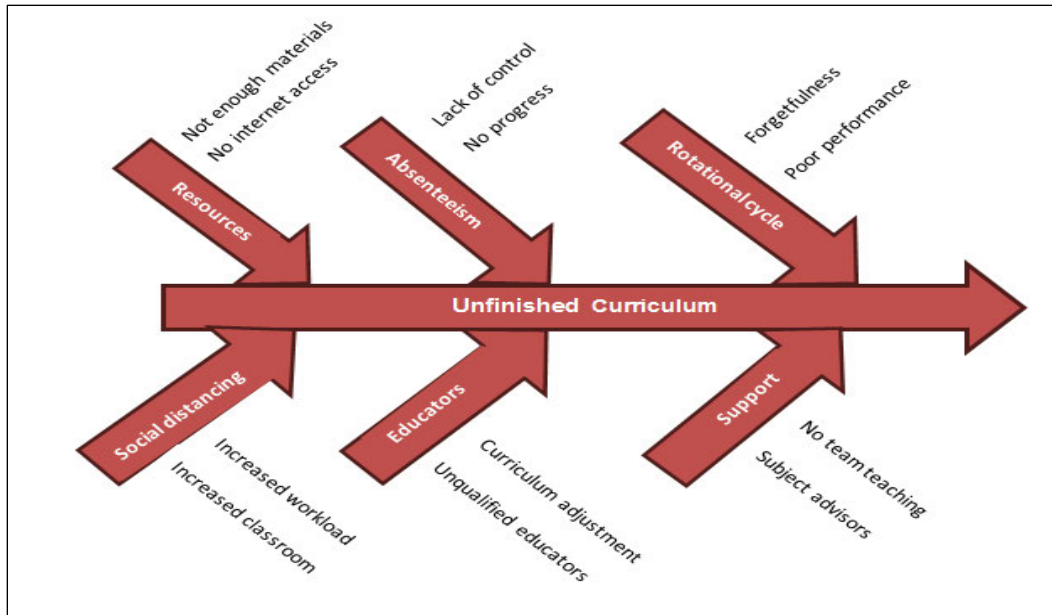 Not enough materials
No internet access
Resources
Lack of control
No progress
Absenteeism
Forgetfulness
Poor performance
Rotational cycle
Unfinished Curriculum
Social distancing
Increased workload
Increased classroom
Educators
Curriculum adjustment
Unqualified educators
Support
No team teaching
Subject advisors